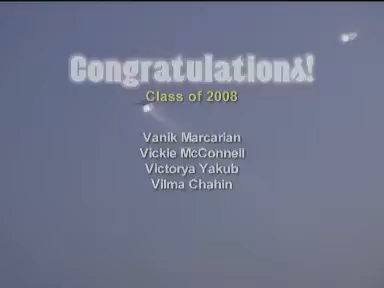 Congratulations!
Class of 2008
Vanik Marcarian
Vickie McConnell
Victorya Yakub
Vilma Chahin